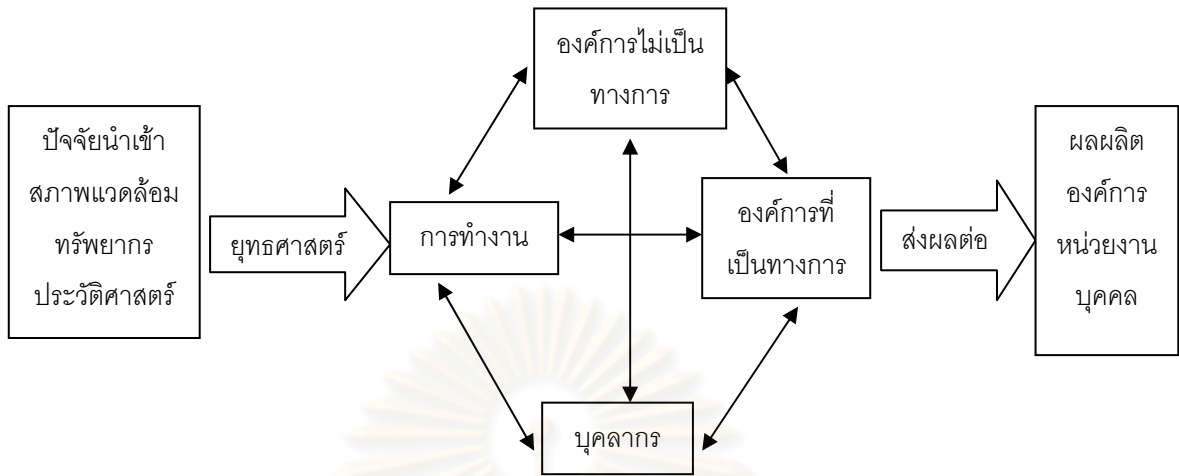 ปัจจัยนำเข้า
สภาพแวดล้อม
ทรัพยากร
ประวัติศาสตร์
ยุทธศาสตร์
องค์การไม่เป็น
ทางการ
การทำงาน
องค์การที่
เป็นทางการ
บุคลากร
ส่งผลต่อ
ผลผลิต
องค์การ
หน่วยงาน
บุคคล